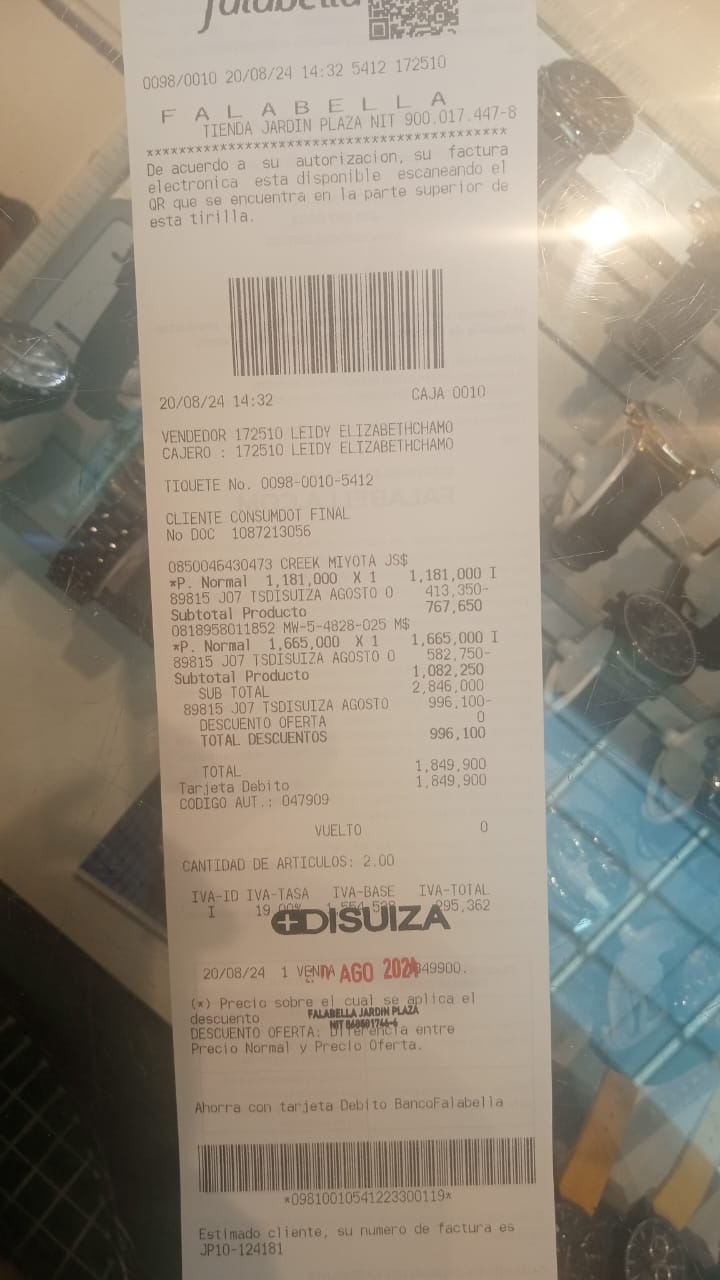 falabella
0098/0010 20/08/24 14:32 5412 172510
F A L A B E L L A
TIENDA JARDIN PLAZA NIT 900.017.447-8
******************************************
De acuerdo a su autorizacion, su factura
electronica esta disponible escaneando el
QR que se encuentra en la parte superior de
esta tirilla.
20/08/24 14:32 CAJA 0010
VENDEDOR 172510 LEIDY ELIZABETHCHAMO
CAJERO : 172510 LEIDY ELIZABETHCHAMO
TIQUETE No. 0098-0010-5412
CLIENTE CONSUMDOT FINAL
No DOC 1087213056
0850046430473 CREEK MIYOTA JS$
*P. Normal 1,181,000 X 1 1,181,000 I
89815 J07 TSDISUIZA AGOSTO 0 413,350-
Subtotal Producto 767,650
0818958011852 MW-5-4828-025 M$
*P. Normal 1,665,000 X 1 1,665,000 I
89815 J07 TSDISUIZA AGOSTO 0 582,750-
Subtotal Producto 1,082,250
SUB TOTAL 2,846,000
89815 J07 TSDISUIZA AGOSTO 996,100-
DESCUENTO OFERTA 0
TOTAL DESCUENTOS 996,100
TOTAL 1,849,900
Tarjeta Debito 1,849,900
CODIGO AUT.: 047909
VUELTO 0
CANTIDAD DE ARTICULOS: 2.00
IVA-ID IVA-TASA IVA-BASE IVA-TOTAL
I 19.00% 295,362
DISUIZA
20/08/24 1 VENTA 849900.
AGO 2024
(*) Precio sobre el cual se aplica el
descuento
FALABELLA JARDIN PLAZA
NIT
DESCUENTO OFERTA: Diferencia entre
Precio Normal y Precio Oferta.
Ahorra con tarjeta Debito BancoFalabella
*09810010541223300119*
Estimado cliente, su numero de factura es
JP10-124181